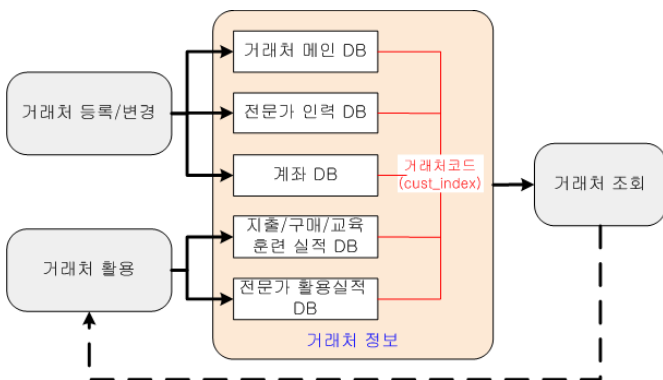 거래처 메인 DB
거래처 등록/변경
전문가 인력 DB
계좌 DB
거래처코드
(cust_index)
거래처 조회
지출/구매/교육
훈련 실적 DB
거래처 활용
전문가 활용실적
DB
거래처 정보